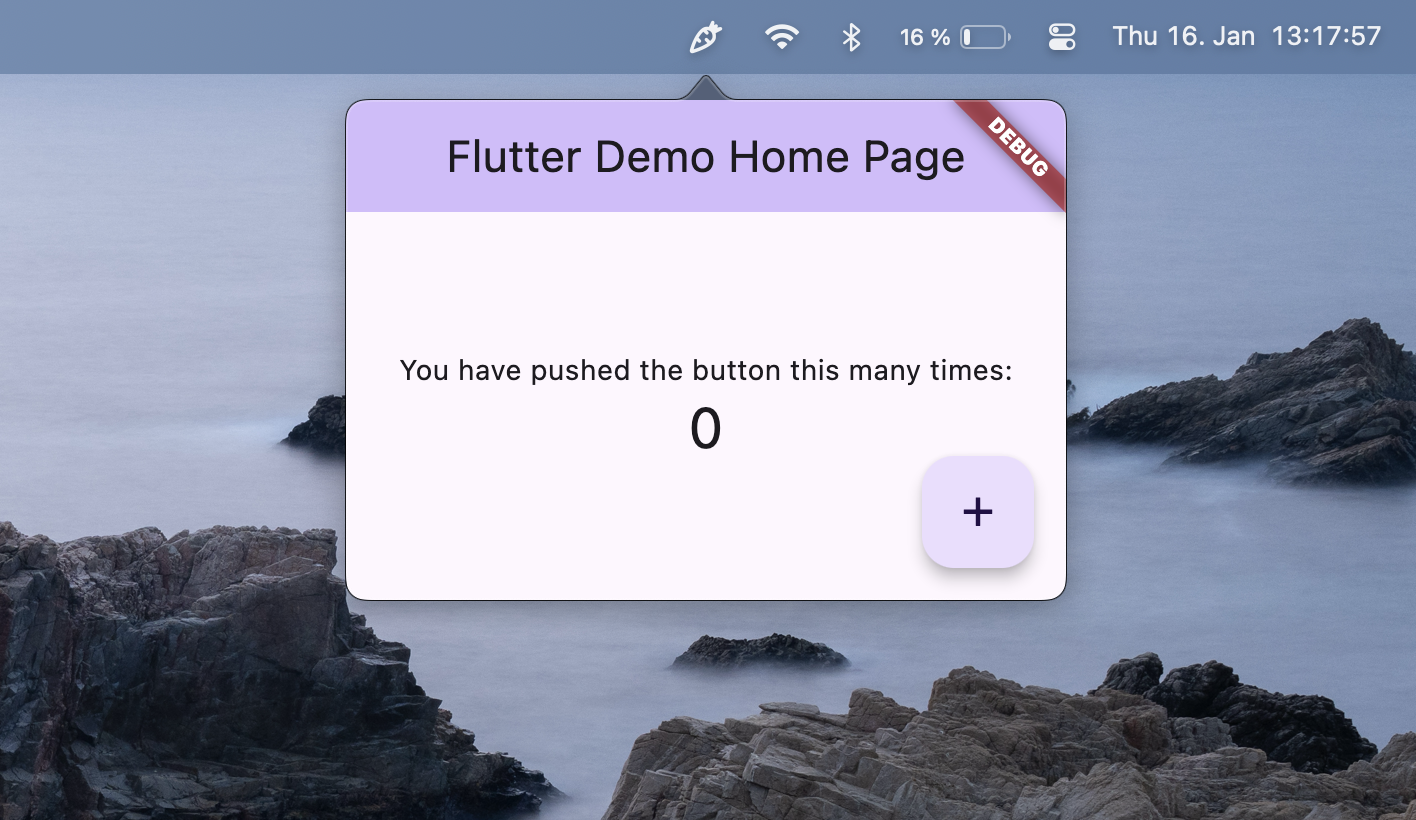 16 %
Thu 16. Jan 13:17:57
Flutter Demo Home Page
DEBUG
You have pushed the button this many times:
0
+